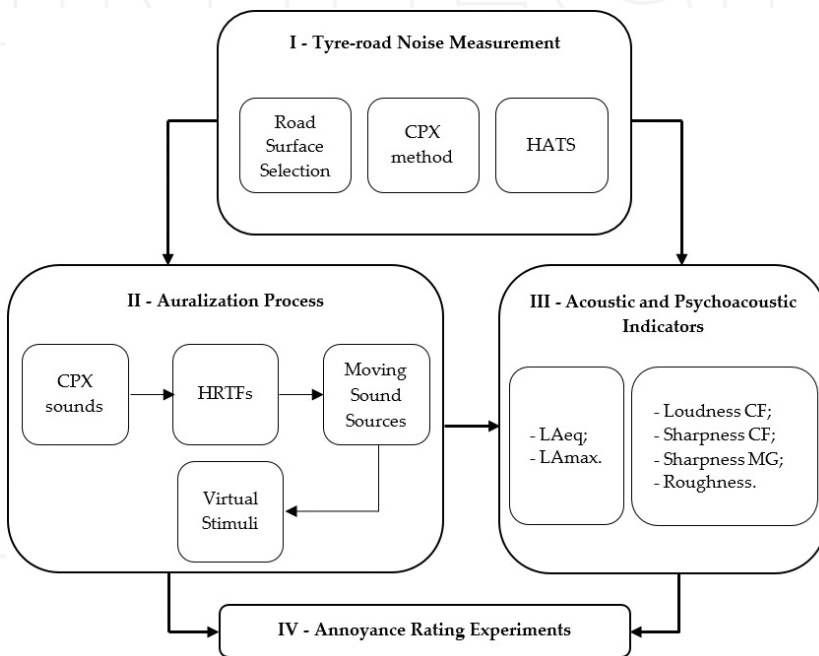 I - Tyre-road Noise Measurement
Road
Surface
Selection
CPX
method
HATS
II - Auralization Process
CPX
sounds
HRTFs
Moving
Sound
Sources
Virtual
Stimuli
III - Acoustic and Psychoacoustic
Indicators
- LAeq;
- LAmax.
- Loudness CF;
- Sharpness CF;
- Sharpness MG;
- Roughness.
IV - Annoyance Rating Experiments